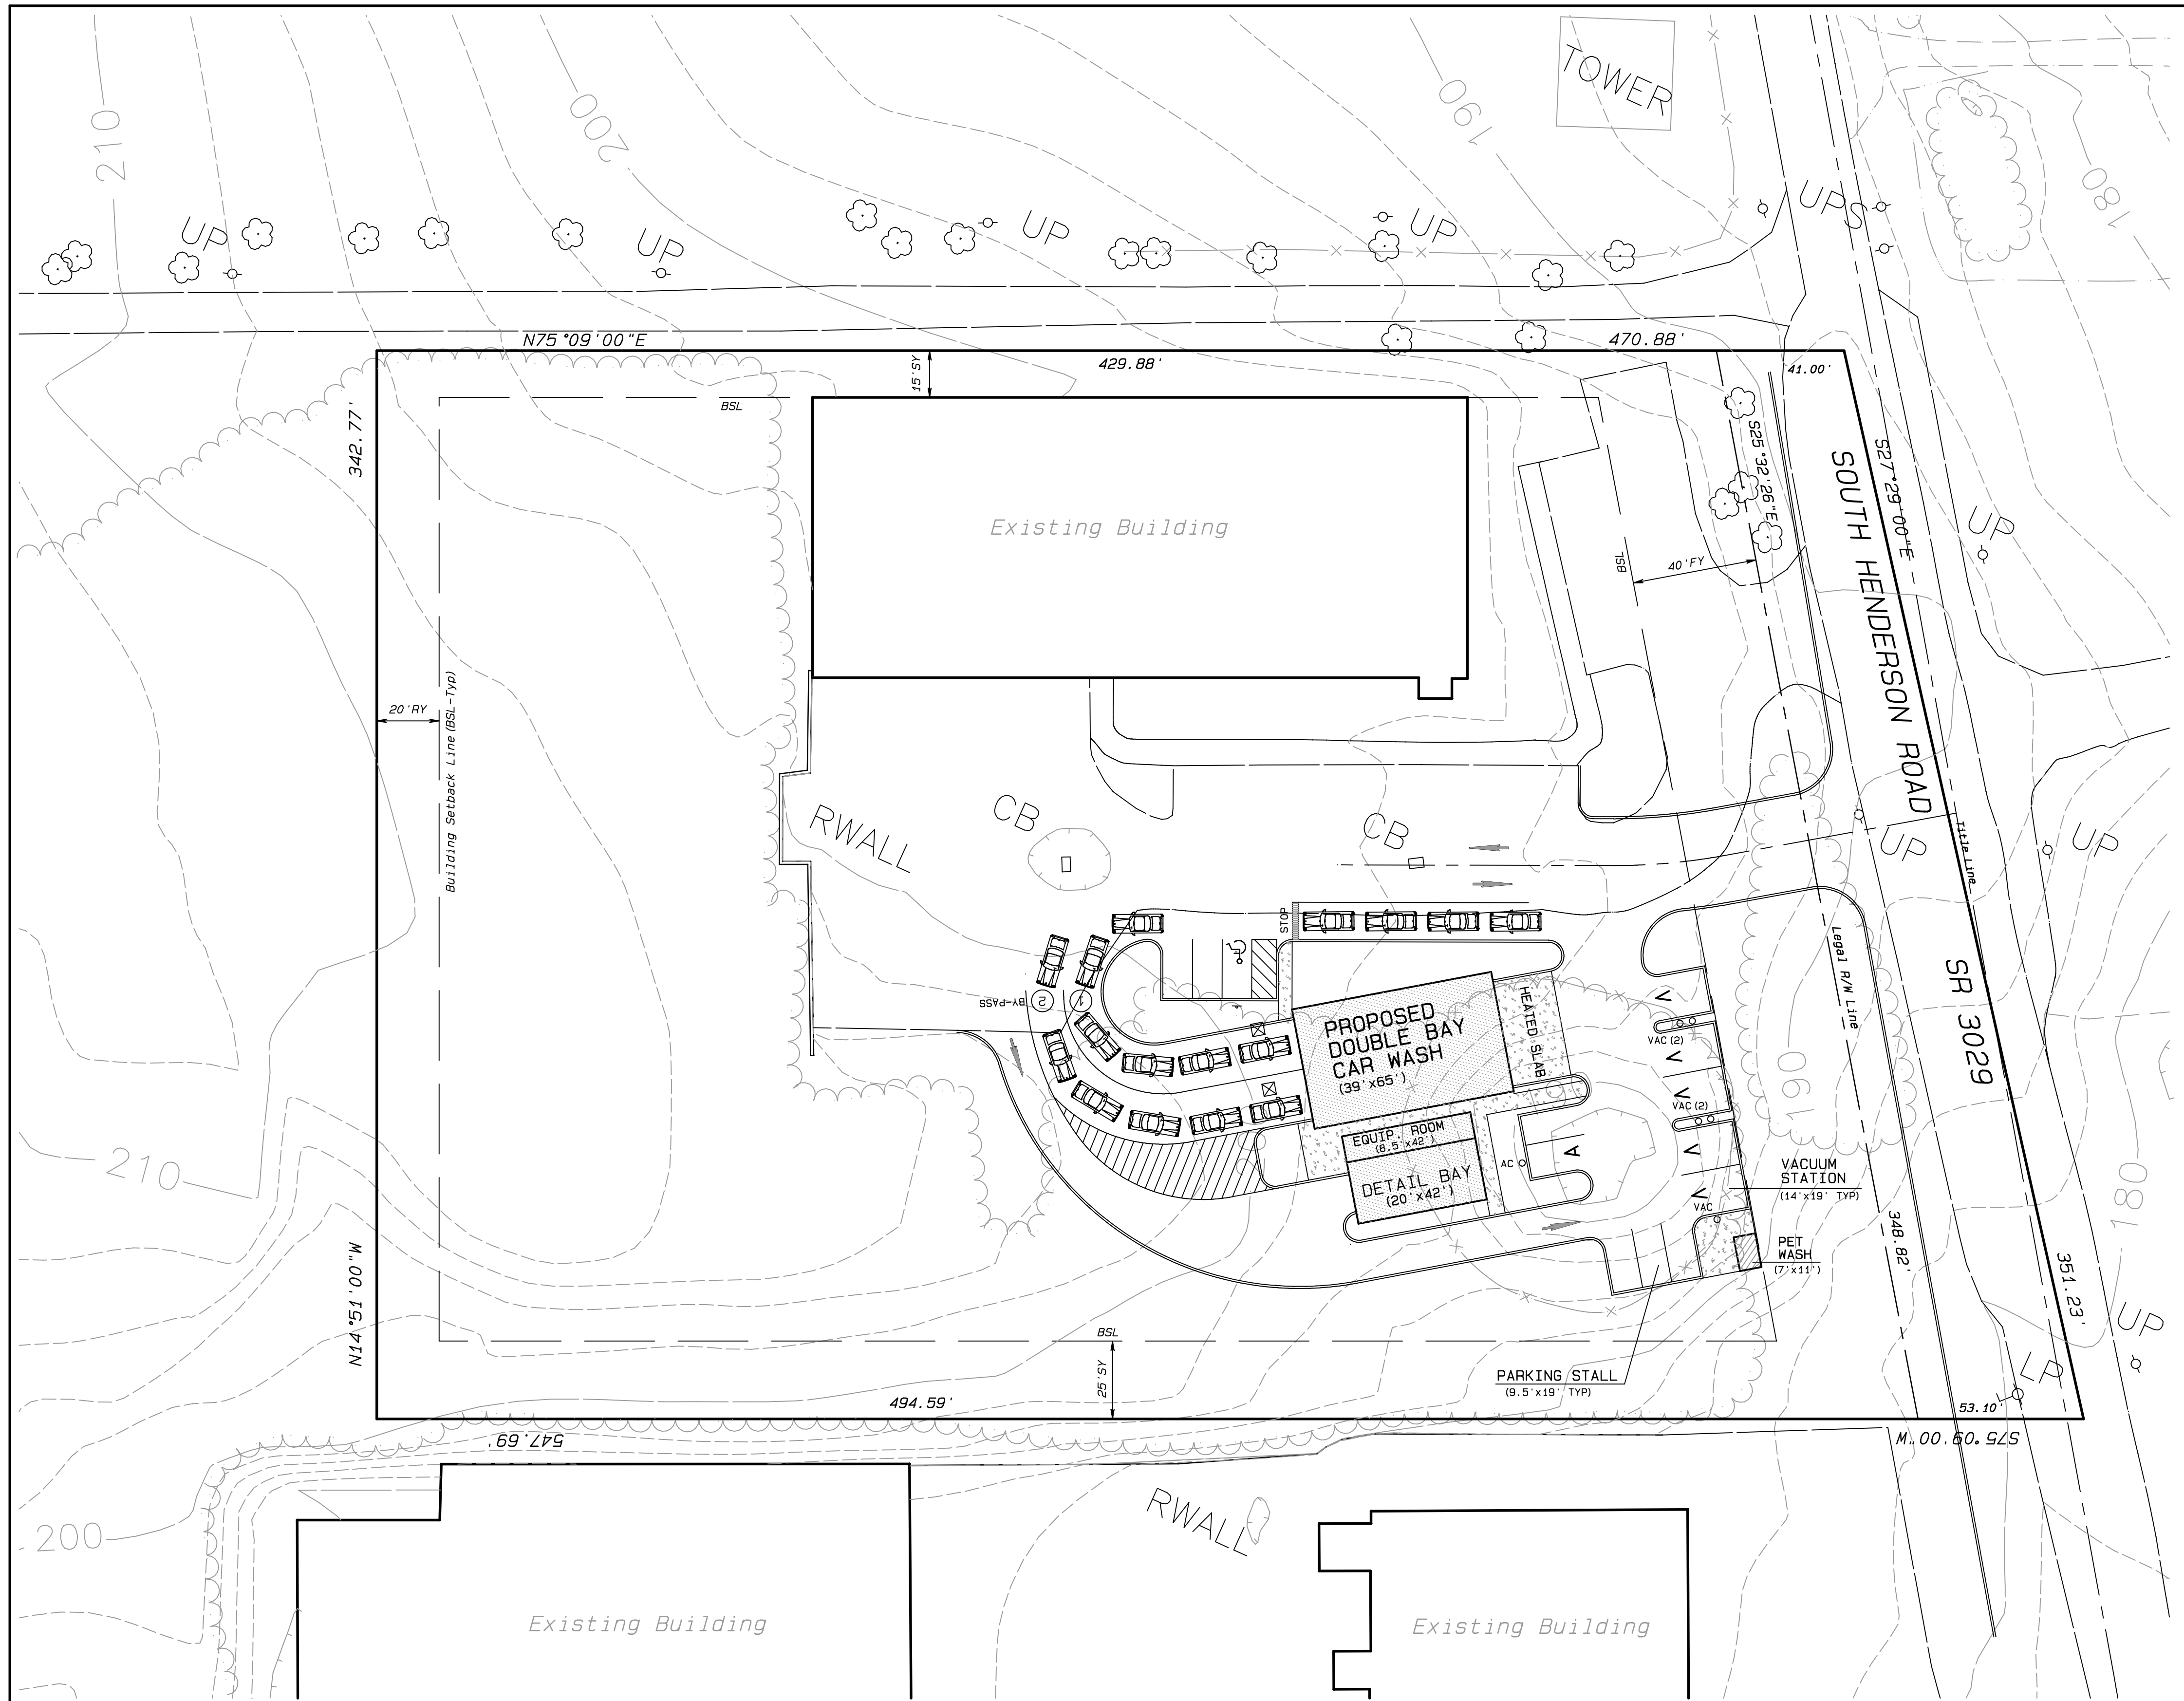 210
200
190
TOWER
180
UP
UP
UP
UP
UPS
N75°09'00"E
470.88'
429.88'
41.00'
15'SY
BSL
342.77'
Existing Building
S25°32'26"E
S27°29'00"E
SOUTH HENDERSON ROAD
UP
BSL
40'FY
20'RY
Building Setback Line (BSL-Typ)
RWALL
CB
CB
UP
UP
Title Line
STOP
Legal R/W Line
SR 3029
BY-PASS
2
1
PROPOSED
DOUBLE BAY
CAR WASH
(39'x65')
HEATED SLAB
V
VAC (2)
V
V
VAC (2)
V
V
VAC
190
EQUIP. ROOM
(8.5'x42')
DETAIL BAY
(20'x42')
AC
A
VACUUM
STATION
(14'x19' TYP)
PET
WASH
(7'x11')
210
180
348.82'
351.23'
UP
LP
N14°51'00"W
BSL
25'SY
PARKING STALL
(9.5'x19' TYP)
494.59'
53.10'
547.69'
S75°09'00"W
200
RWALL
Existing Building
Existing Building